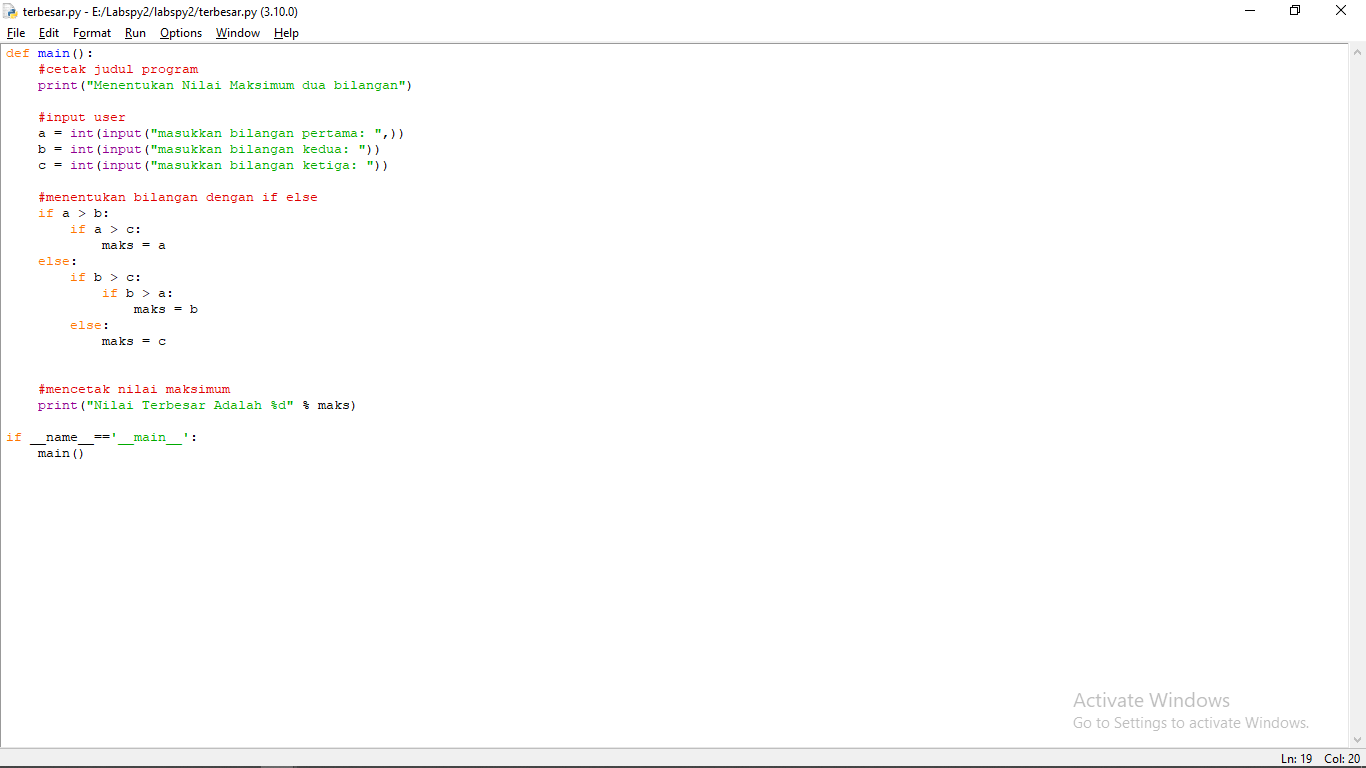 terbesar.py - E:/Labspy2/labspy2/terbesar.py (3.10.0)
File Edit Format Run Options Window Help
def main():
    #cetak judul program
    print("Menentukan Nilai Maksimum dua bilangan")

    #input user
    a = int(input("masukkan bilangan pertama: ",))
    b = int(input("masukkan bilangan kedua: "))
    c = int(input("masukkan bilangan ketiga: "))

    #menentukan bilangan dengan if else
    if a > b:
        if a > c:
            maks = a
    else:
        if b > c:
            if b > a:
                maks = b
        else:
            maks = c

    #mencetak nilai maksimum
    print("Nilai Terbesar Adalah %d" % maks)

if __name__=='__main__':
    main()
Activate Windows
Go to Settings to activate Windows.
Ln: 19 Col: 20